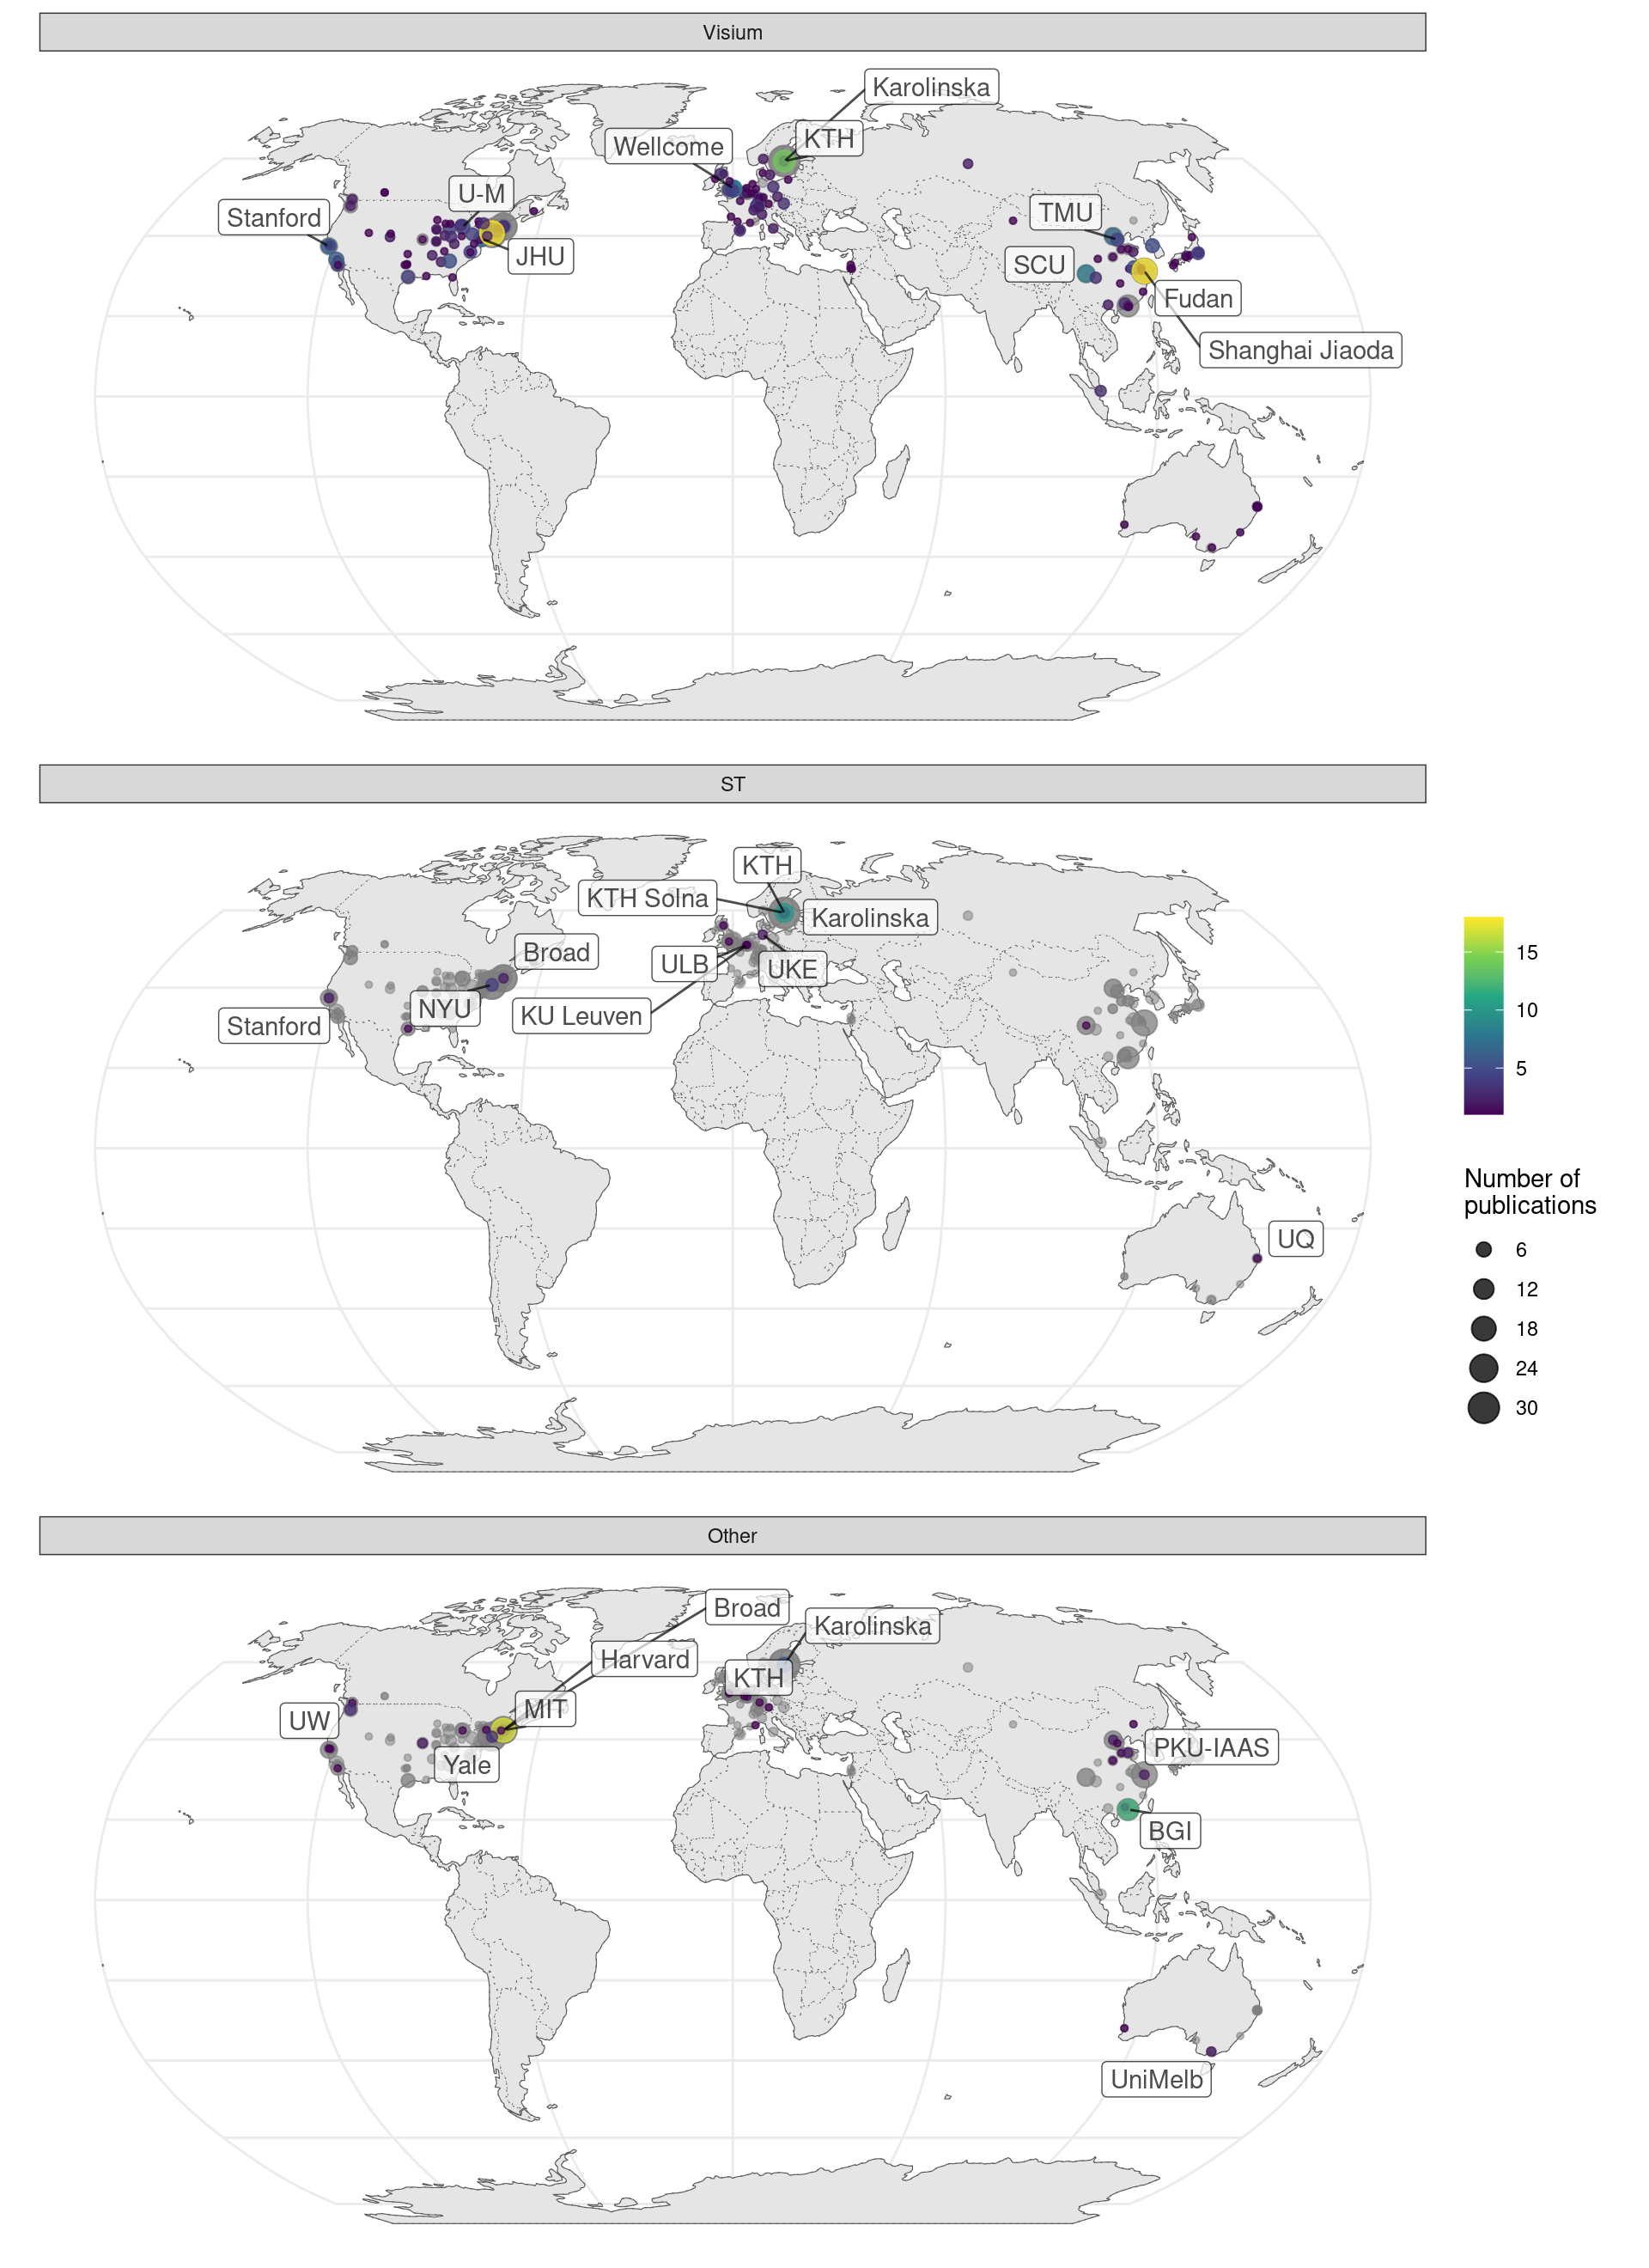 Visium
Karolinska
KTH
Wellcome
U-M
Stanford
JHU
TMU
SCU
Fudan
Shanghai Jiaoda
ST
KTH
KTH Solna
Karolinska
Broad
ULB
UKE
NYU
KU Leuven
Stanford
UQ
15
10
5
Number of
publications
6
12
18
24
30
Other
Broad
Karolinska
Harvard
KTH
MIT
UW
Yale
PKU-IAAS
BGI
UniMelb